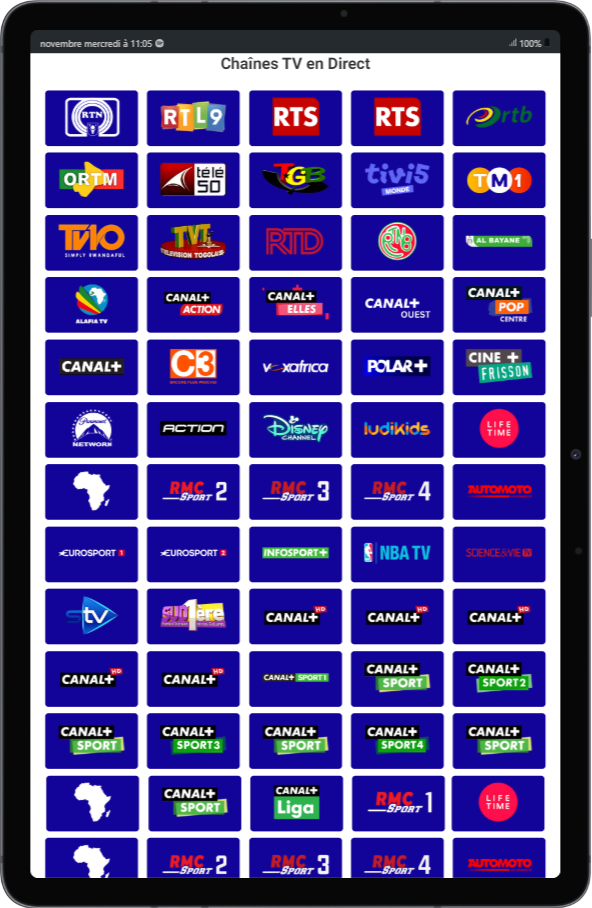 novembre mercredi à 11:05
100%
Chaînes TV en Direct
RTN
RTL9
RTS
RTS
ortb
ORTM
télé 50
TGB
tivi5
MONDE
TM1
TV10
SIMPLY RWANDAFUL
TVT
TELEVISION TOGOLAISE
RTD
RTNB
AL BAYANE
ALAFIA TV
CANAL+
ACTION
CANAL+
ELLES
CANAL+
OUEST
CANAL+
POP
CENTRE
CANAL+
C3
voxafrica
POLAR+
CINE +
FRISSON
Paramount
NETWORK
ACTION
DISNEY
CHANNEL
ludikids
LIFE
TIME
RMC
SPORT 2
RMC
SPORT 3
RMC
SPORT 4
AUTOMOTO
EUROSPORT 1
EUROSPORT 2
INFOSPORT+
NBA TV
SCIENCE&VIE TV
stv
SUD
1ère
CANAL+ HD
CANAL+ HD
CANAL+ HD
CANAL+ HD
CANAL+ HD
CANAL+ SPORT 1
CANAL+
SPORT
CANAL+
SPORT2
CANAL+
SPORT
CANAL+
SPORT3
CANAL+
SPORT
CANAL+
SPORT4
CANAL+
SPORT
CANAL+
SPORT
CANAL+
Liga
RMC
SPORT 1
LIFE
TIME
RMC
SPORT 2
RMC
SPORT 3
RMC
SPORT 4
AUTOMOTO